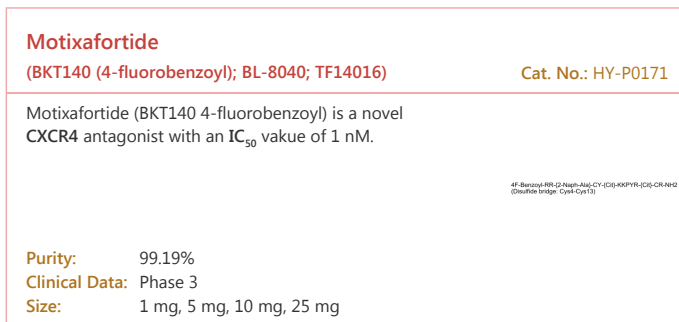 Motixafortide
(BKT140 (4-fluorobenzoyl); BL-8040; TF14016)
Cat. No.: HY-P0171
Motixafortide (BKT140 4-fluorobenzoyl) is a novel
CXCR4 antagonist with an IC50 vakue of 1 nM.
4F-Benzoyl-RR-{2-Naph-Ala}-CY-{Cit}-KKPYR-{Cit}-CR-NH2
(Disulfide bridge: Cys4-Cys13)
Purity: 99.19%
Clinical Data: Phase 3
Size: 1 mg, 5 mg, 10 mg, 25 mg